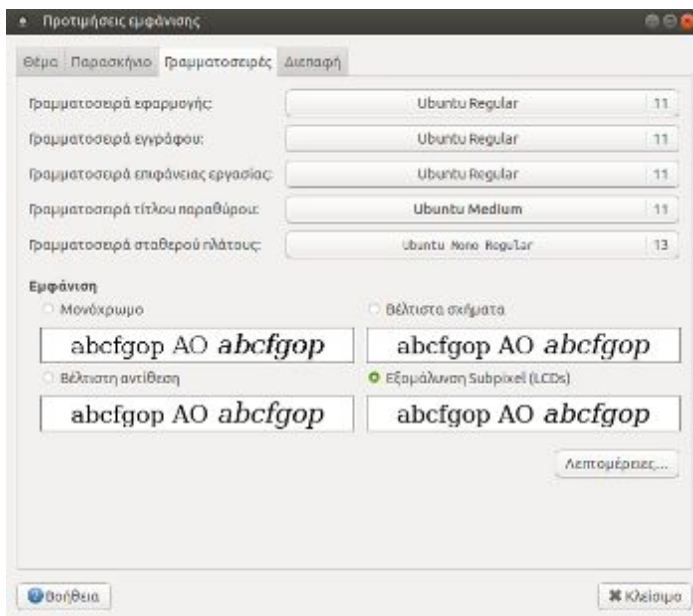 Προτιμήσεις εμφάνισης
Θέμα Παρασκήνιο Γραμματοσειρές Διεπαφή
Γραμματοσειρά εφαρμογής: Ubuntu Regular 11
Γραμματοσειρά εγγράφου: Ubuntu Regular 11
Γραμματοσειρά επιφάνειας εργασίας: Ubuntu Regular 11
Γραμματοσειρά τίτλου παραθύρου: Ubuntu Medium 11
Γραμματοσειρά σταθερού πλάτους: Ubuntu Mono Regular 13
Εμφάνιση
Μονόχρωμο Βέλτιστα σχήματα
abcfgop AO abcfgop abcfgop AO abcfgop
Βέλτιστη αντίθεση Εξομάλυνση Subpixel (LCDs)
abcfgop AO abcfgop abcfgop AO abcfgop
Λεπτομέρειες...
Βοήθεια Κλείσιμο